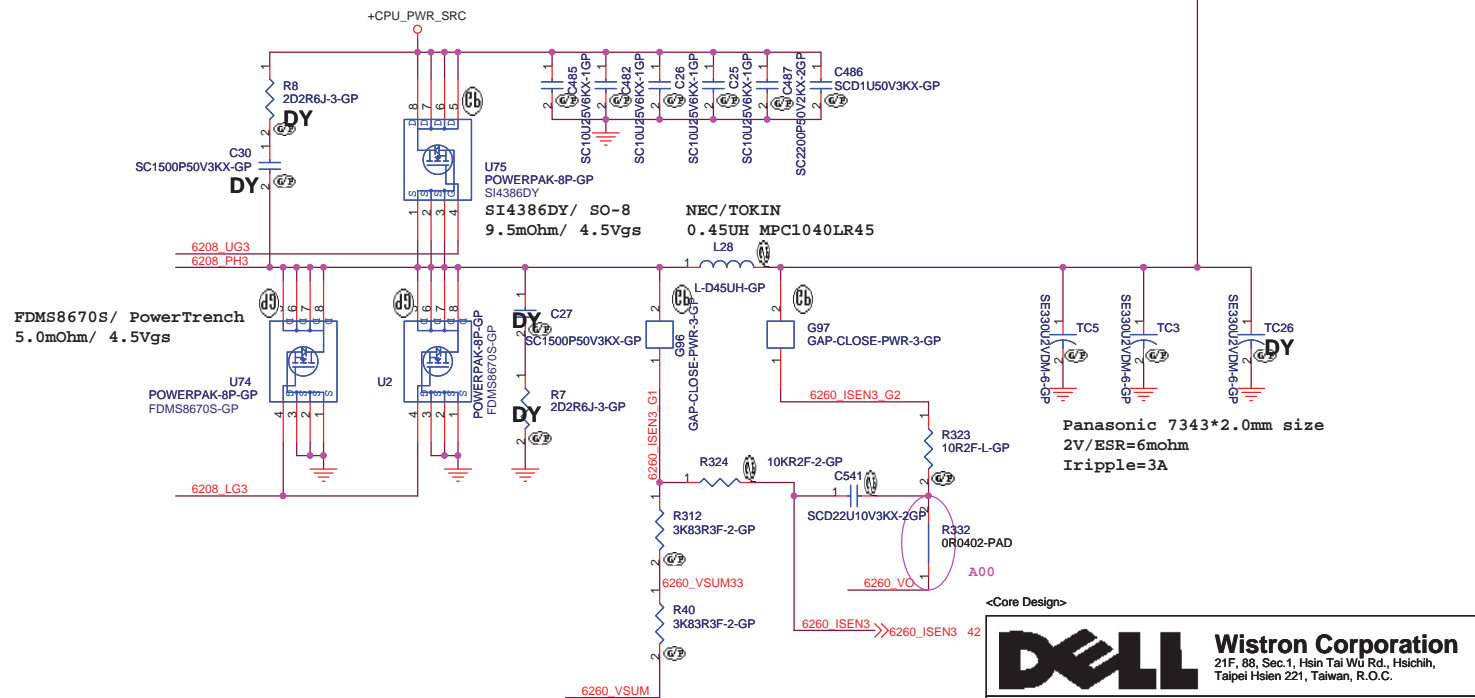 +CPU_PWR_SRC
R8
2D2R6J-3-GP
DY
C30
SC1500P50V3KX-GP
DY
U75
POWERPAK-8P-GP
SI4386DY
SI4386DY/ SO-8
9.5mOhm/ 4.5Vgs
C485
SC10U25V6KX-1GP
C482
SC10U25V6KX-1GP
C26
SC10U25V6KX-1GP
C25
SC10U25V6KX-1GP
C487
SC2200P50V2KX-2GP
C486
SCD1U50V3KX-GP
NEC/TOKIN
0.45UH MPC1040LR45
L28
L-D45UH-GP
6208_UG3
6208_PH3
FDMS8670S/ PowerTrench
5.0mOhm/ 4.5Vgs
U74
POWERPAK-8P-GP
FDMS8670S-GP
U2
POWERPAK-8P-GP
FDMS8670S-GP
C27
DY
SC1500P50V3KX-GP
R7
2D2R6J-3-GP
DY
G96
GAP-CLOSE-PWR-3-GP
G97
GAP-CLOSE-PWR-3-GP
TC5
SE330U2VDM-6-GP
TC3
SE330U2VDM-6-GP
TC26
SE330U2VDM-6-GP
DY
Panasonic 7343*2.0mm size
2V/ESR=6mohm
Iripple=3A
6260_ISEN3_G1
6260_ISEN3_G2
R323
10R2F-L-GP
R324
10KR2F-2-GP
C541
SCD22U10V3KX-2GP
R332
0R0402-PAD
A00
6208_LG3
R312
3K83R3F-2-GP
6260_VSUM33
R40
3K83R3F-2-GP
6260_VO
6260_ISEN3
6260_ISEN3 42
6260_VSUM
<Core Design>
DELL
Wistron Corporation
21F, 88, Sec.1, Hsin Tai Wu Rd., Hsichih,
Taipei Hsien 221, Taiwan, R.O.C.